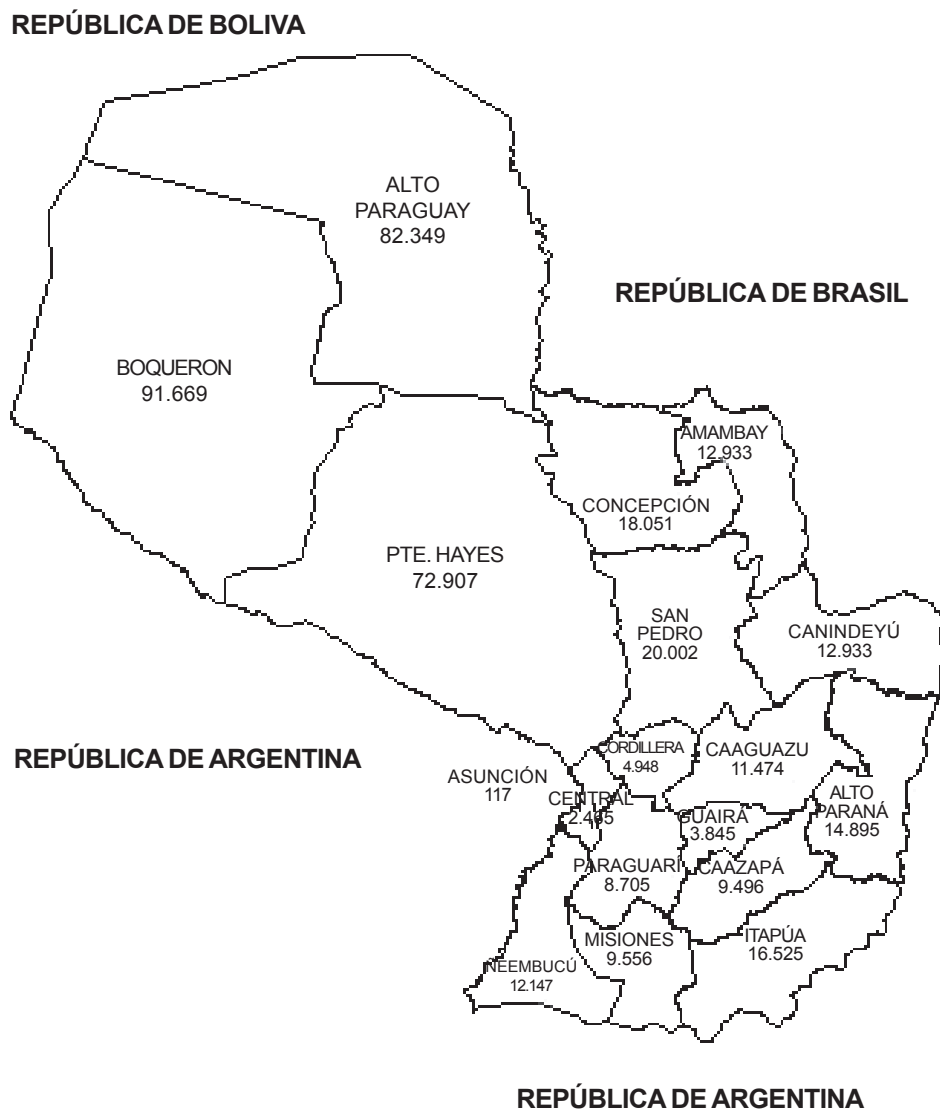 REPÚBLICA DE BOLIVA
ALTO
PARAGUAY
82.349
REPÚBLICA DE BRASIL
BOQUERON
91.669
AMAMBAY
12.933
CONCEPCIÓN
18.051
PTE. HAYES
72.907
SAN
PEDRO
20.002
CANINDEYÚ
12.933
REPÚBLICA DE ARGENTINA
CORDILLERA
4.948
CAAGUAZU
11.474
ASUNCIÓN
117
CENTRAL
2.465
ALTO
PARANÁ
14.895
GUAIRÁ
3.845
PARAGUARÍ
8.705
CAAZAPÁ
9.496
MISIONES
9.556
ITAPÚA
16.525
ÑEEMBUCÚ
12.147
REPÚBLICA DE ARGENTINA